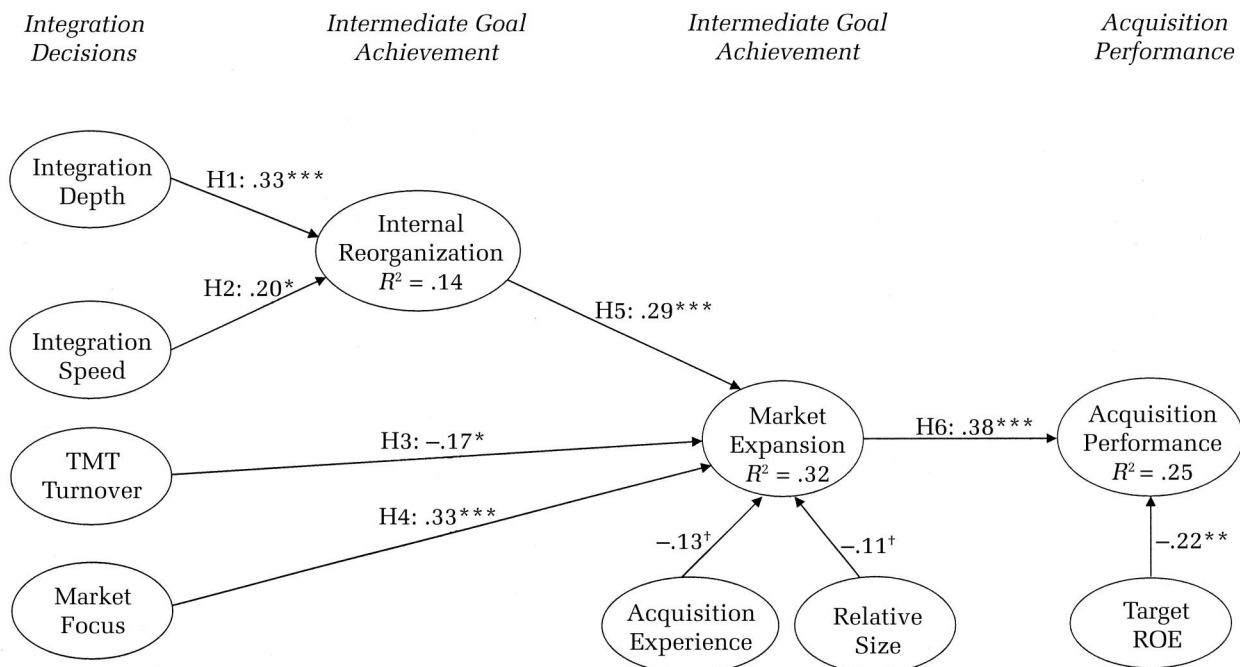 Integration
Decisions
Intermediate Goal
Achievement
Intermediate Goal
Achievement
Acquisition
Performance
Integration
Depth
H1: .33***
Internal
Reorganization
R² = .14
H2: .20*
Integration
Speed
H5: .29***
TMT
Turnover
H3: –.17*
Market
Expansion
R² = .32
H6: .38***
Acquisition
Performance
R² = .25
H4: .33***
Market
Focus
–.13†
–.11†
–.22**
Acquisition
Experience
Relative
Size
Target
ROE